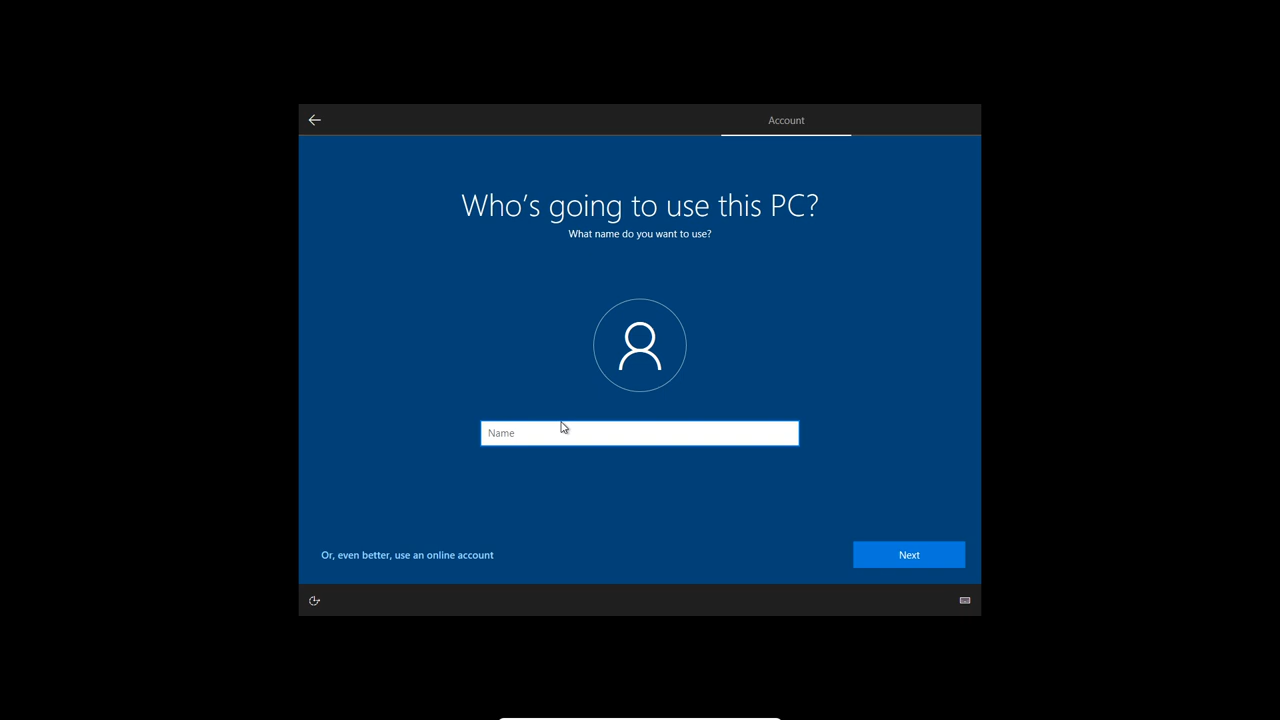 Account
Who's going to use this PC?
What name do you want to use?
Name
Or, even better, use an online account
Next